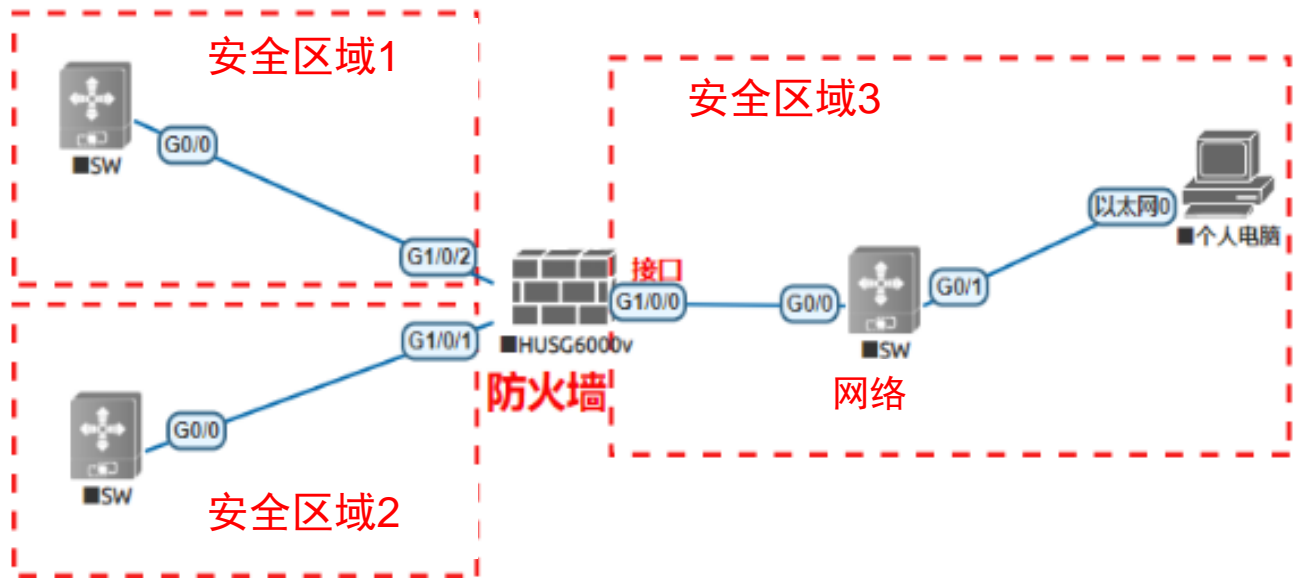 安全区域1
■SW
G0/0
G1/0/2
安全区域2
■SW
G0/0
G1/0/1
■HUSG6000v
防火墙
安全区域3
接口
G1/0/0
G0/0
■SW
网络
G0/1
以太网0
■个人电脑